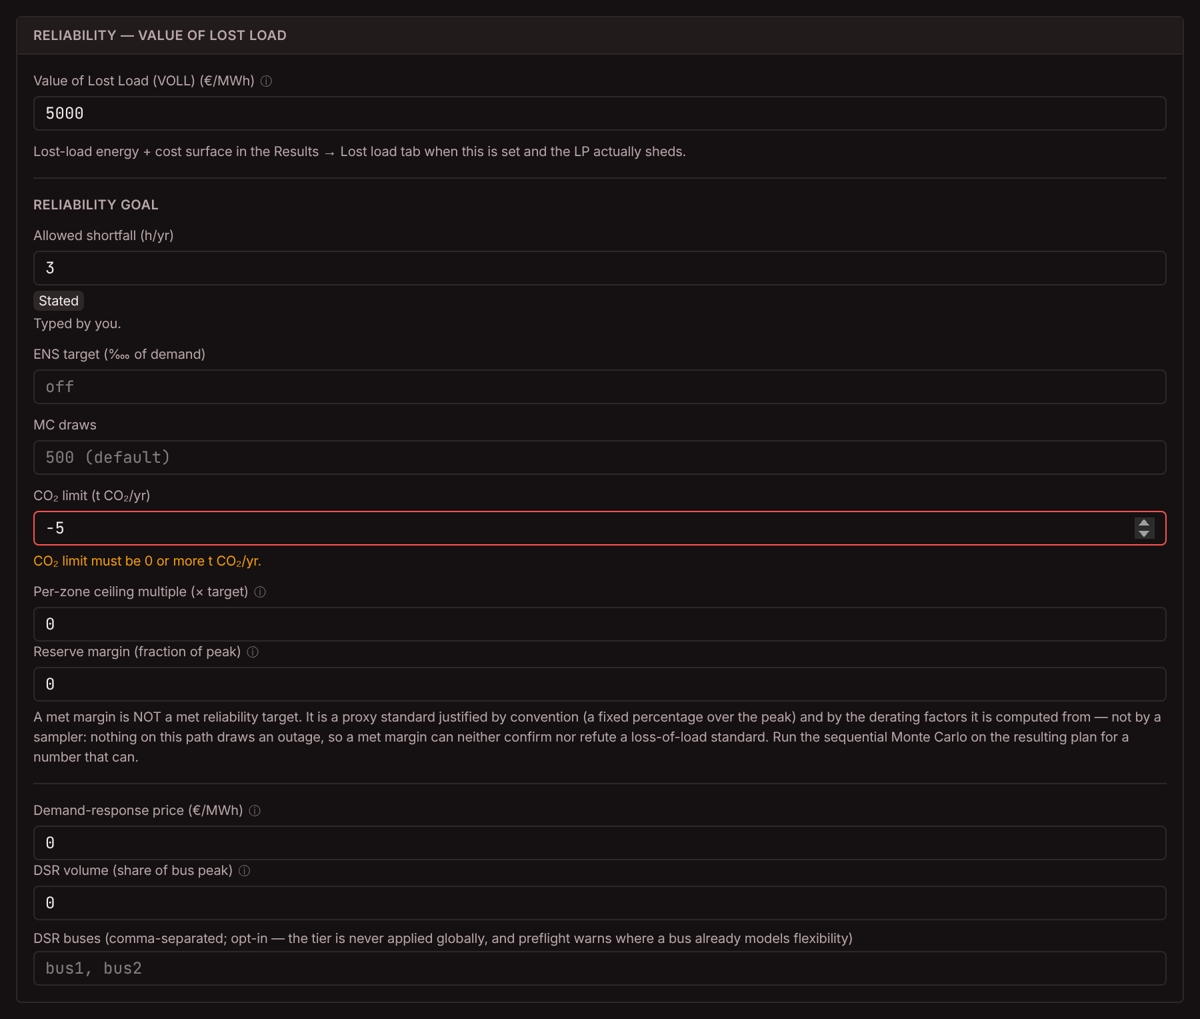 RELIABILITY — VALUE OF LOST LOAD
Value of Lost Load (VOLL) (€/MWh) ⓘ
5000
Lost-load energy + cost surface in the Results → Lost load tab when this is set and the LP actually sheds.
RELIABILITY GOAL
Allowed shortfall (h/yr)
3
Stated
Typed by you.
ENS target (‱ of demand)
off
MC draws
500 (default)
CO₂ limit (t CO₂/yr)
-5
CO₂ limit must be 0 or more t CO₂/yr.
Per-zone ceiling multiple (× target) ⓘ
0
Reserve margin (fraction of peak) ⓘ
0
A met margin is NOT a met reliability target. It is a proxy standard justified by convention (a fixed percentage over the peak) and by the derating factors it is computed from — not by a
sampler: nothing on this path draws an outage, so a met margin can neither confirm nor refute a loss-of-load standard. Run the sequential Monte Carlo on the resulting plan for a
number that can.
Demand-response price (€/MWh) ⓘ
0
DSR volume (share of bus peak) ⓘ
0
DSR buses (comma-separated; opt-in — the tier is never applied globally, and preflight warns where a bus already models flexibility)
bus1, bus2